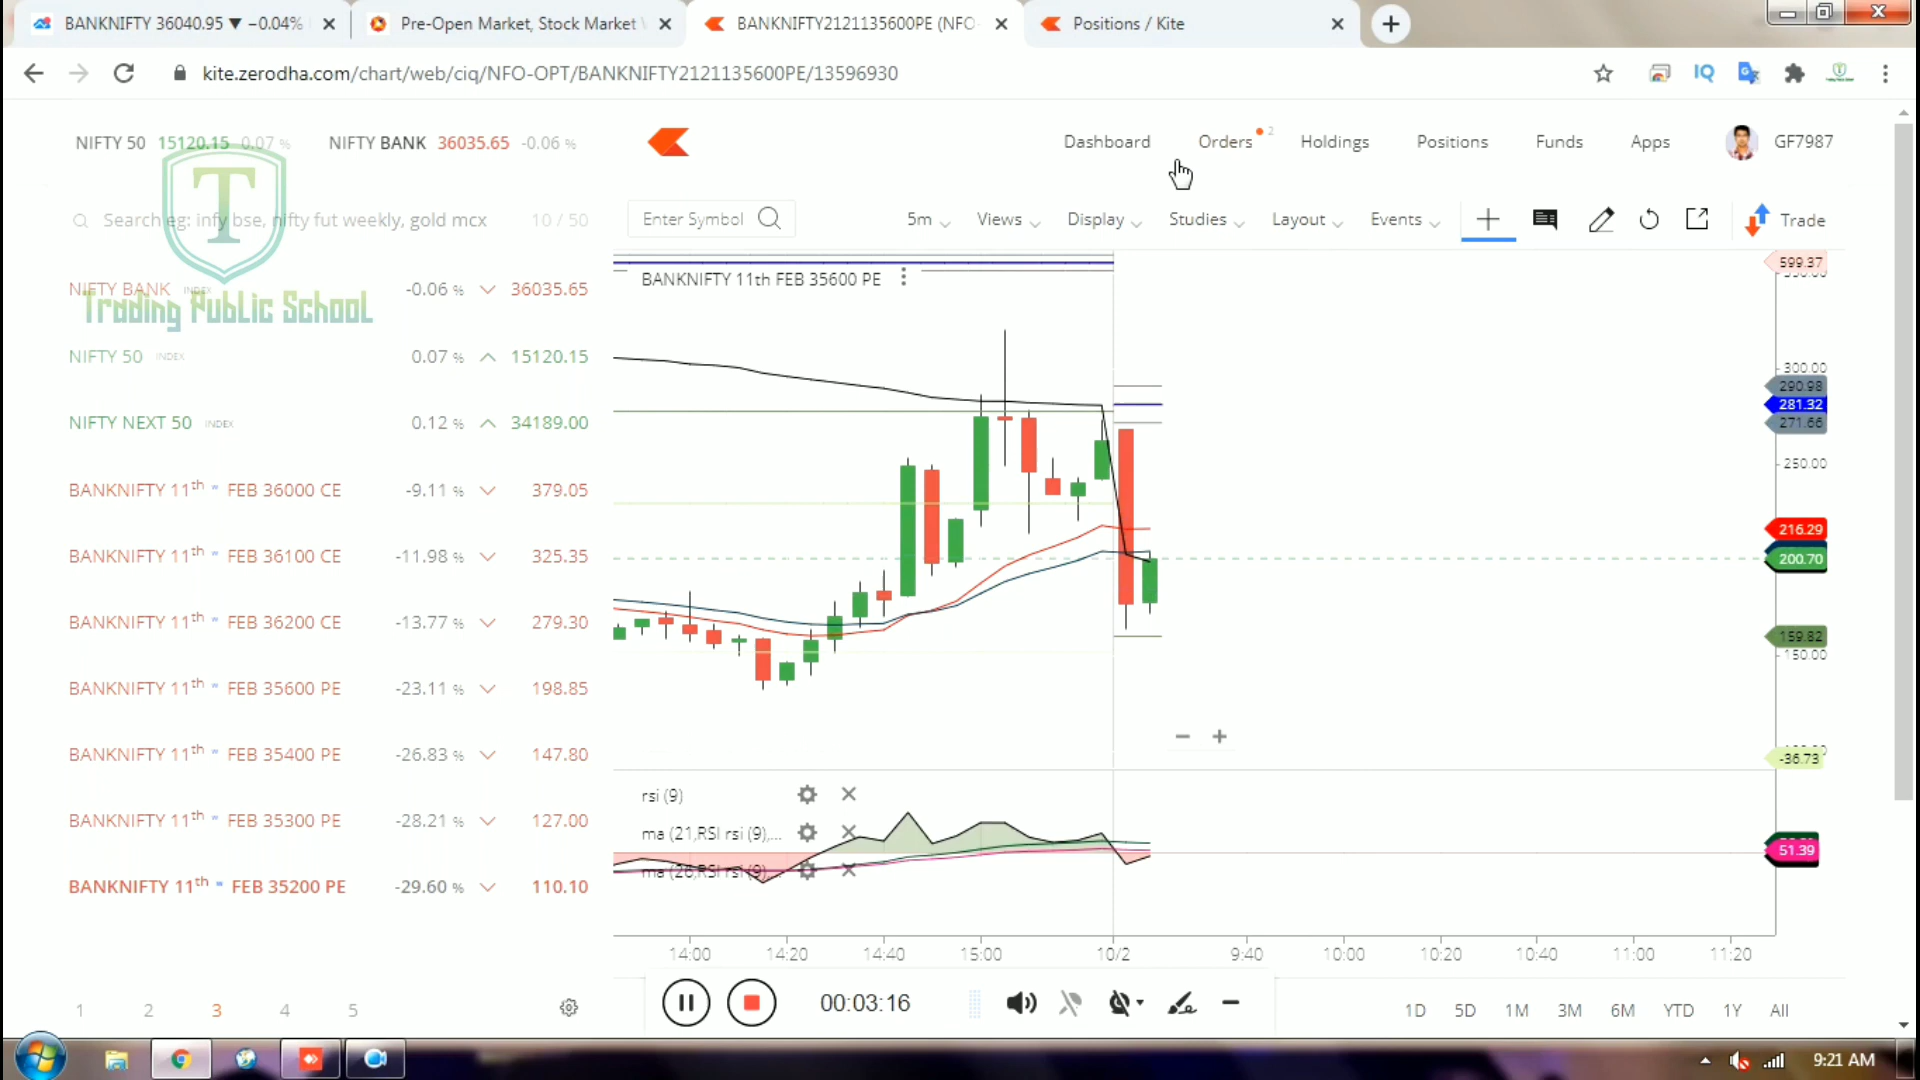 BANKNIFTY 36040.95 ▼ −0.04%
Pre-Open Market, Stock Market
BANKNIFTY2121135600PE (NFO-
Positions / Kite
kite.zerodha.com/chart/web/ciq/NFO-OPT/BANKNIFTY2121135600PE/13596930
NIFTY 50 15120.15 0.07 %
NIFTY BANK 36035.65 -0.06 %
Dashboard
Orders 2
Holdings
Positions
Funds
Apps
GF7987
Search eg: infy bse, nifty fut weekly, gold mcx 10 / 50
Enter Symbol
5m
Views
Display
Studies
Layout
Events
Trade
T
Trading Public School
NIFTY BANK INDEX -0.06 % 36035.65
NIFTY 50 INDEX 0.07 % 15120.15
NIFTY NEXT 50 INDEX 0.12 % 34189.00
BANKNIFTY 11th w FEB 36000 CE -9.11 % 379.05
BANKNIFTY 11th w FEB 36100 CE -11.98 % 325.35
BANKNIFTY 11th w FEB 36200 CE -13.77 % 279.30
BANKNIFTY 11th w FEB 35600 PE -23.11 % 198.85
BANKNIFTY 11th w FEB 35400 PE -26.83 % 147.80
BANKNIFTY 11th w FEB 35300 PE -28.21 % 127.00
BANKNIFTY 11th w FEB 35200 PE -29.60 % 110.10
1 2 3 4 5
BANKNIFTY 11th FEB 35600 PE
599.37
300.00
290.98
281.32
271.66
250.00
216.29
200.70
159.82
150.00
-36.73
rsi (9)
ma (21,RSI rsi (9),...
ma (26,RSI rsi (9)
51.39
14:00 14:20 14:40 15:00 10/2 9:40 10:00 10:20 10:40 11:00 11:20
00:03:16
1D 5D 1M 3M 6M YTD 1Y All
9:21 AM